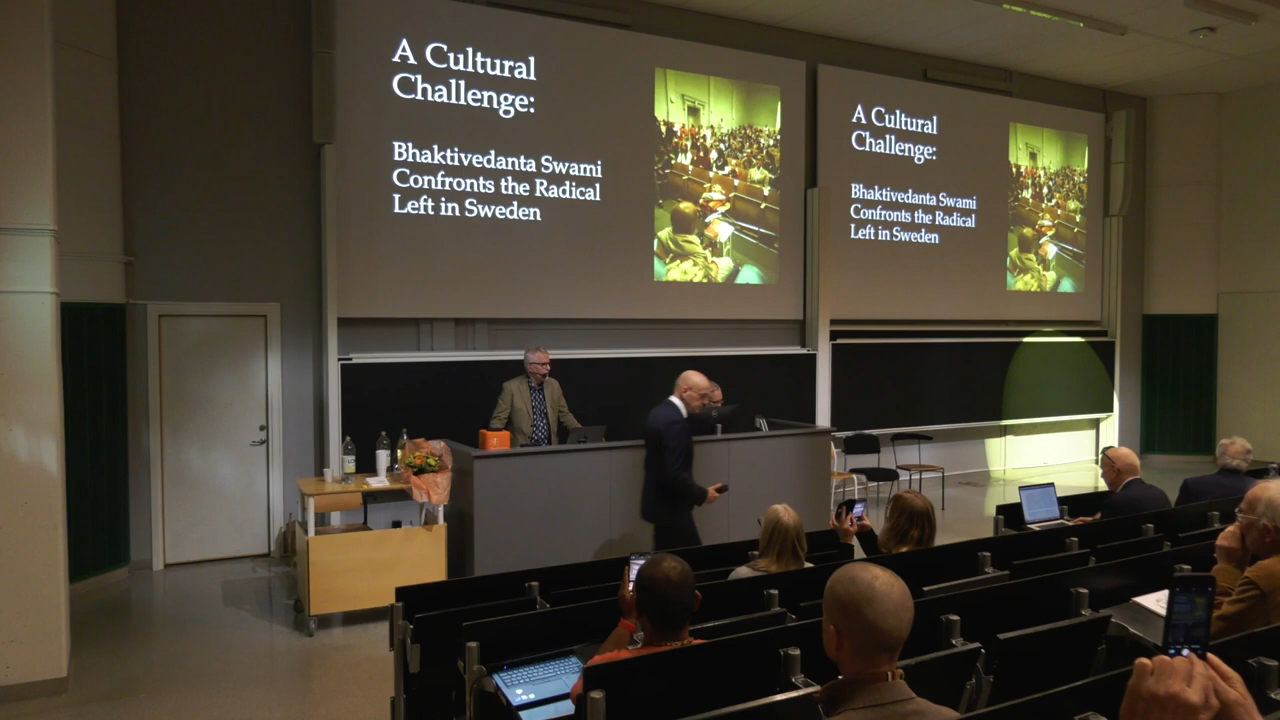 A Cultural
Challenge:
Bhaktivedanta Swami
Confronts the Radical
Left in Sweden
A Cultural
Challenge:
Bhaktivedanta Swami
Confronts the Radical
Left in Sweden